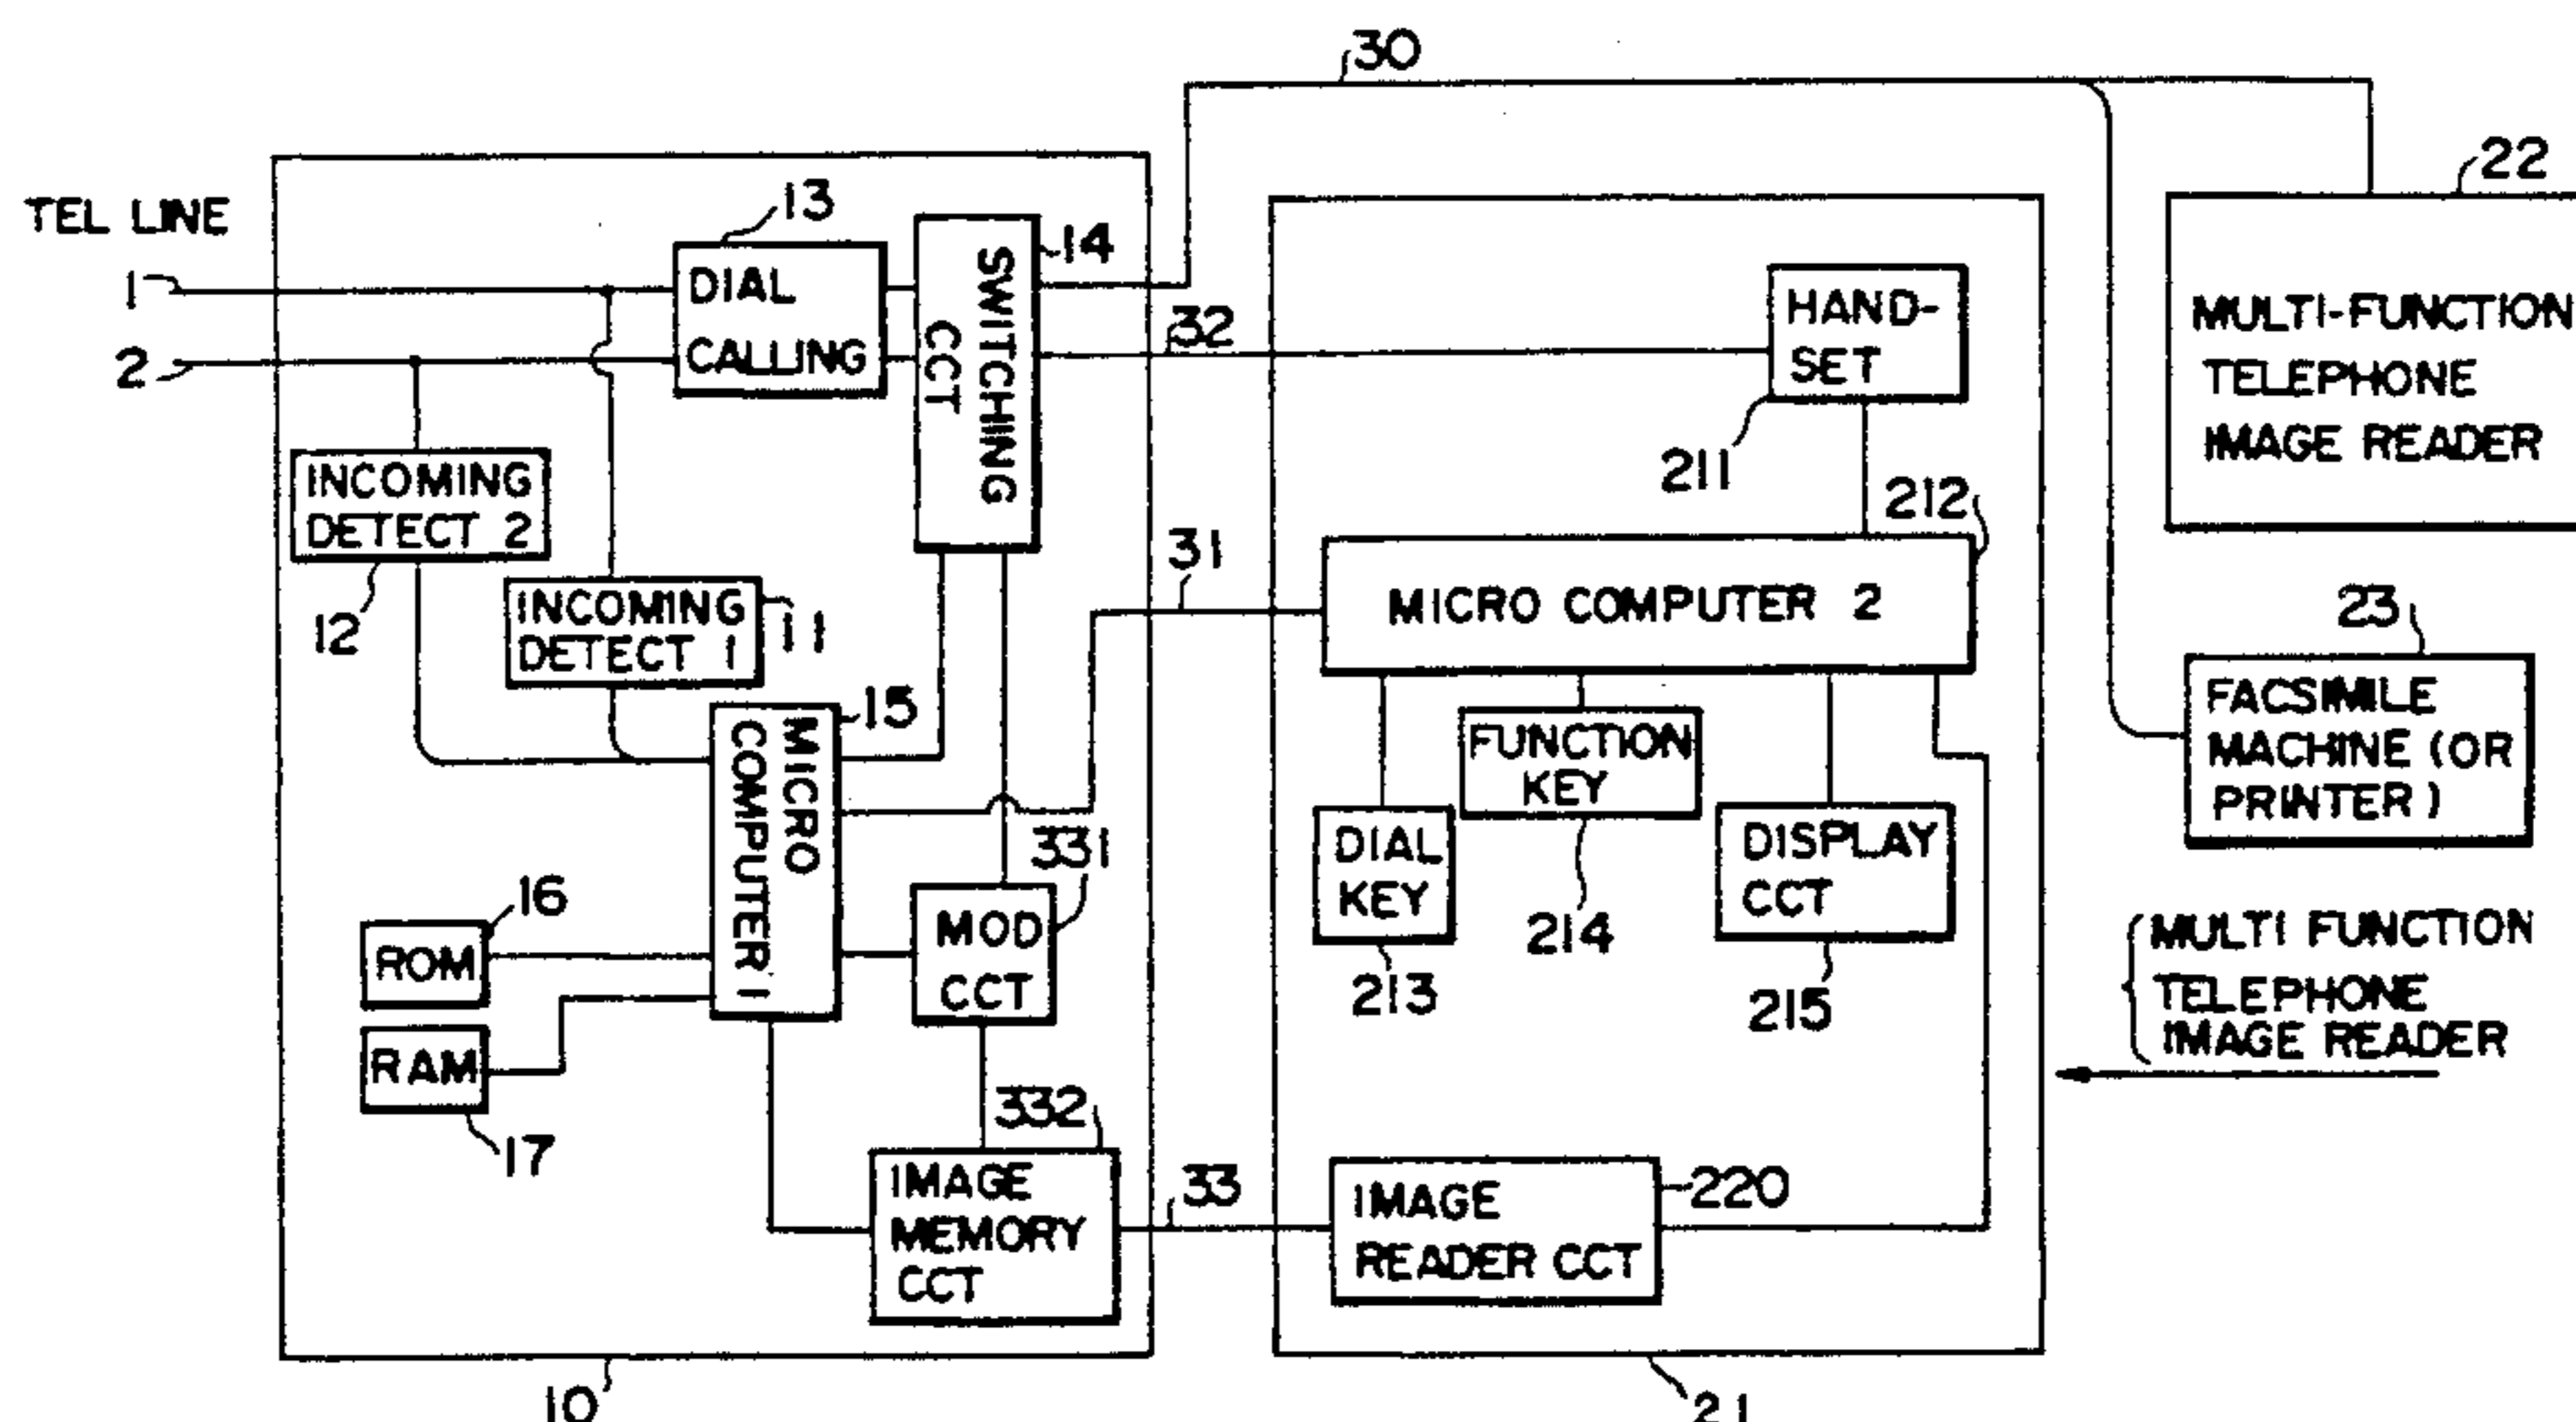 30
22
TEL LINE
1
2
13
DIAL
CALLING
14
SWITCHING
CCT
32
HAND-
SET
211
MULTI-FUNCTION
TELEPHONE
IMAGE READER
INCOMING
DETECT 2
12
INCOMING
DETECT 1
11
31
212
MICRO COMPUTER 2
23
FACSIMILE
MACHINE (OR
PRINTER)
15
MICRO
COMPUTER 1
FUNCTION
KEY
214
DIAL
KEY
213
DISPLAY
CCT
215
331
MOD
CCT
16
ROM
RAM
17
MULTI FUNCTION
TELEPHONE
IMAGE READER
332
IMAGE
MEMORY
CCT
33
IMAGE
READER CCT
220
10
21